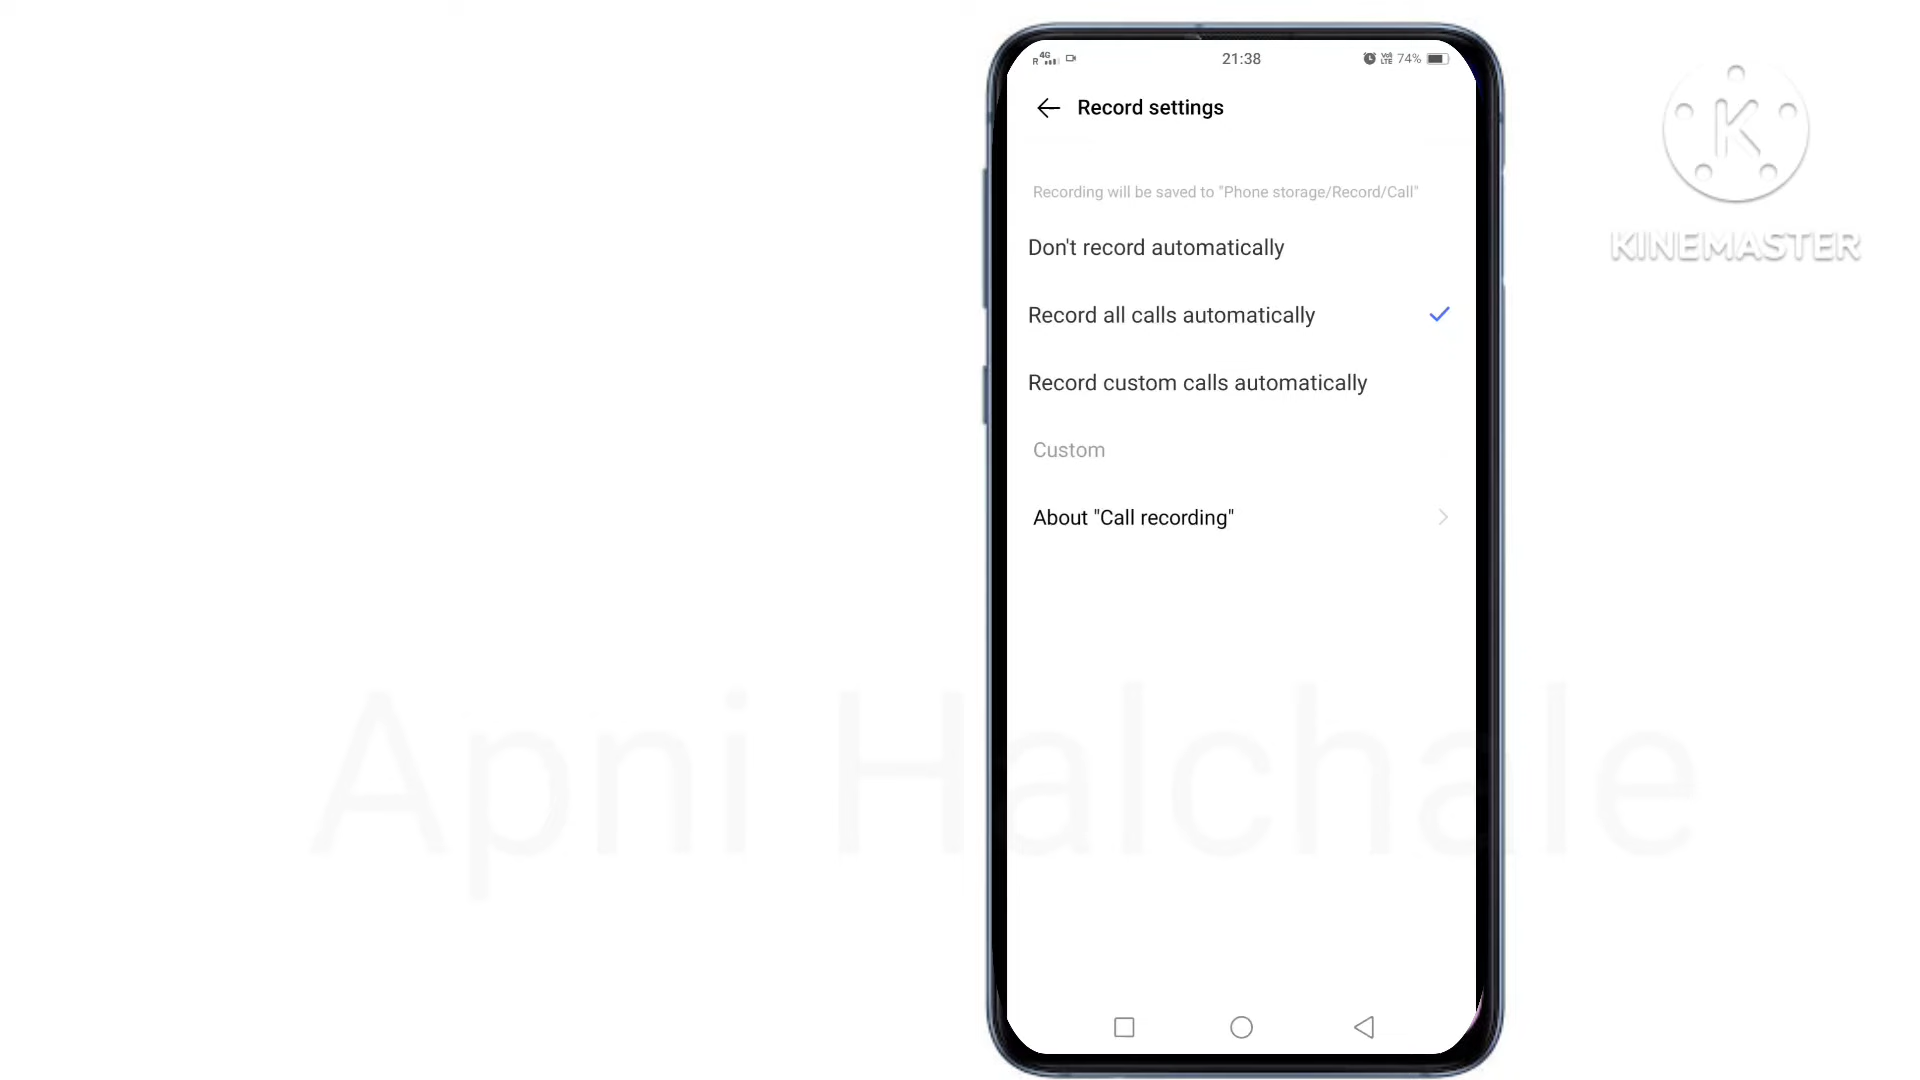 4G
R
21:38
74%
Record settings
Recording will be saved to "Phone storage/Record/Call"
Don't record automatically
Record all calls automatically
Record custom calls automatically
Custom
About "Call recording"
K
KINEMASTER
Apni Halchale